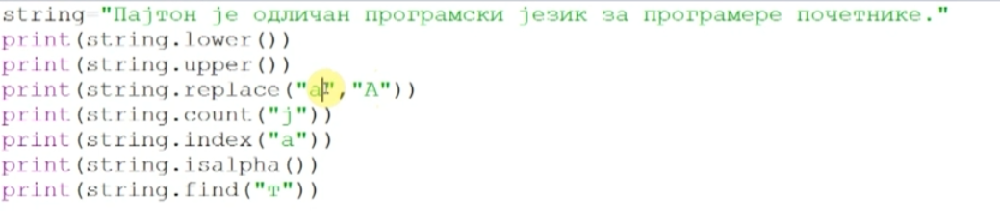 string="Пајтон је одличан програмски језик за програмере почетнике."
print(string.lower())
print(string.upper())
print(string.replace("а","А"))
print(string.count("ј"))
print(string.index("а"))
print(string.isalpha())
print(string.find("т"))